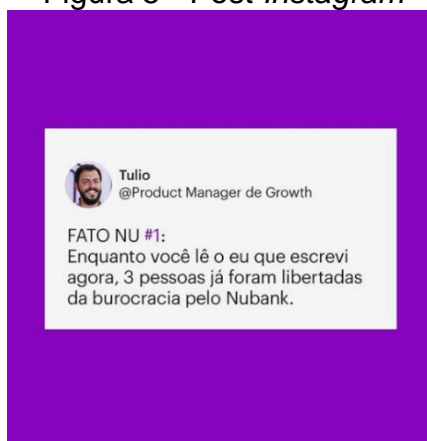 Tulio
@Product Manager de Growth
FATO NU #1:
Enquanto você lê o eu que escrevi
agora, 3 pessoas já foram libertadas
da burocracia pelo Nubank.